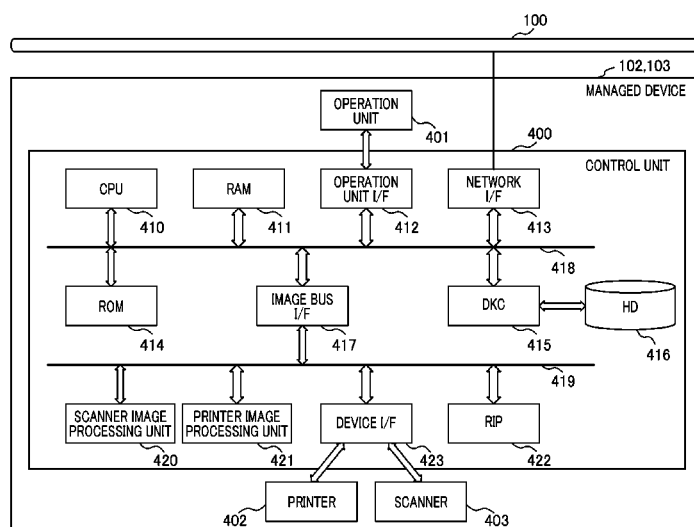 100
102,103
MANAGED DEVICE
OPERATION
UNIT
401
400
CONTROL UNIT
CPU
410
RAM
411
OPERATION
UNIT I/F
412
NETWORK
I/F
413
418
ROM
414
IMAGE BUS
I/F
417
DKC
415
HD
416
419
SCANNER IMAGE
PROCESSING UNIT
420
PRINTER IMAGE
PROCESSING UNIT
421
DEVICE I/F
423
RIP
422
402
PRINTER
SCANNER
403